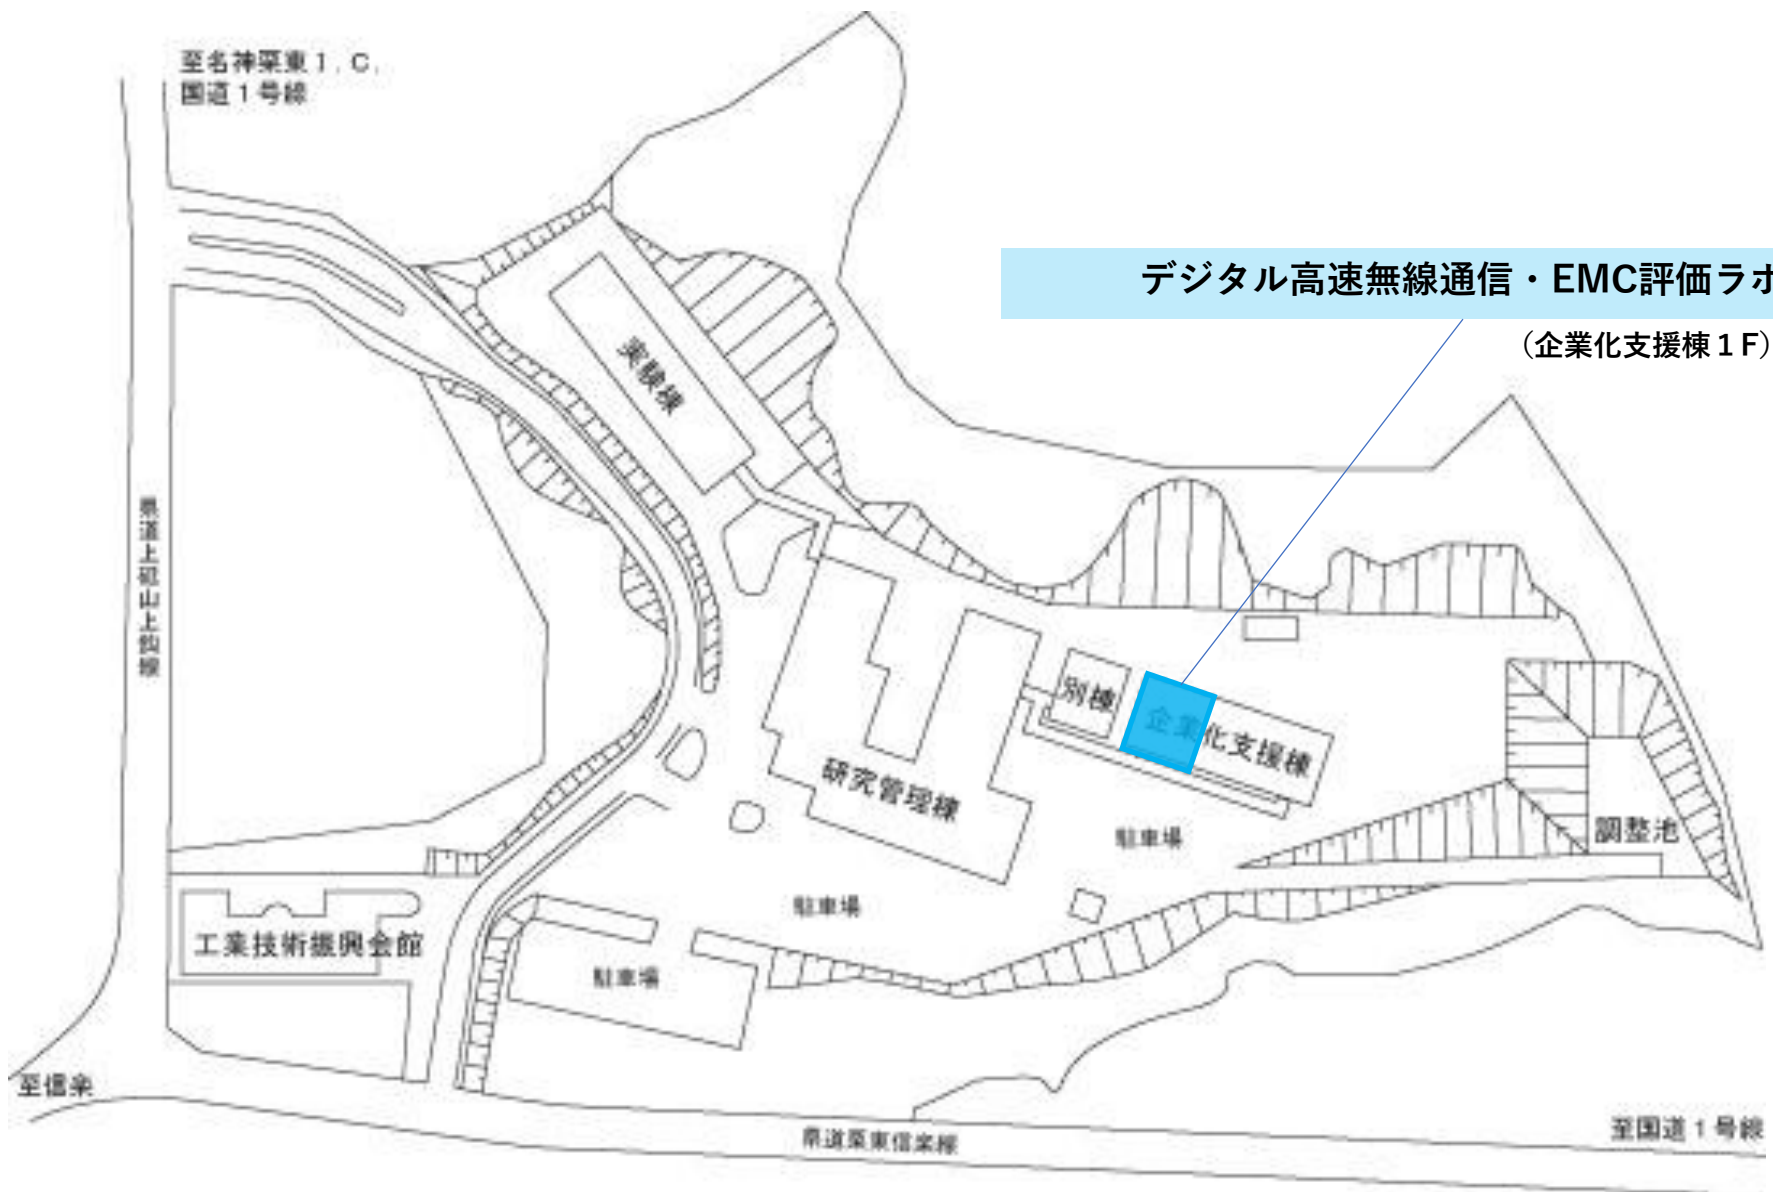 至名神栗東I.C.
国道1号線
デジタル高速無線通信・EMC評価ラボ
（企業化支援棟1F）
実験棟
県道上砥山上鈎線
別棟
企業化支援棟
研究管理棟
駐車場
調整池
駐車場
工業技術振興会館
駐車場
至信楽
県道栗東信楽線
至国道1号線